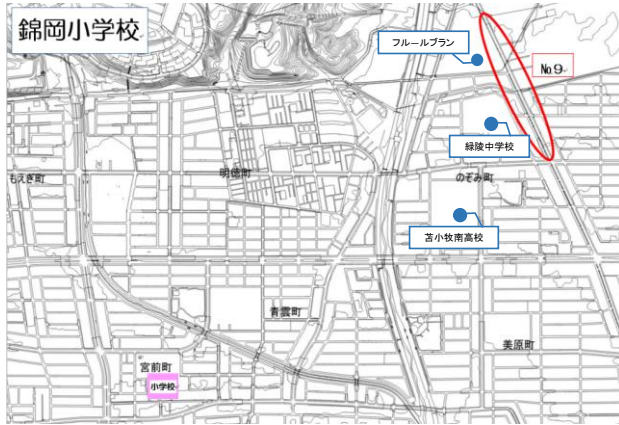 錦岡小学校
フルールブラン
No.9
緑陵中学校
もえぎ町
明徳町
のぞみ町
苫小牧南高校
青雲町
美原町
宮前町
小学校